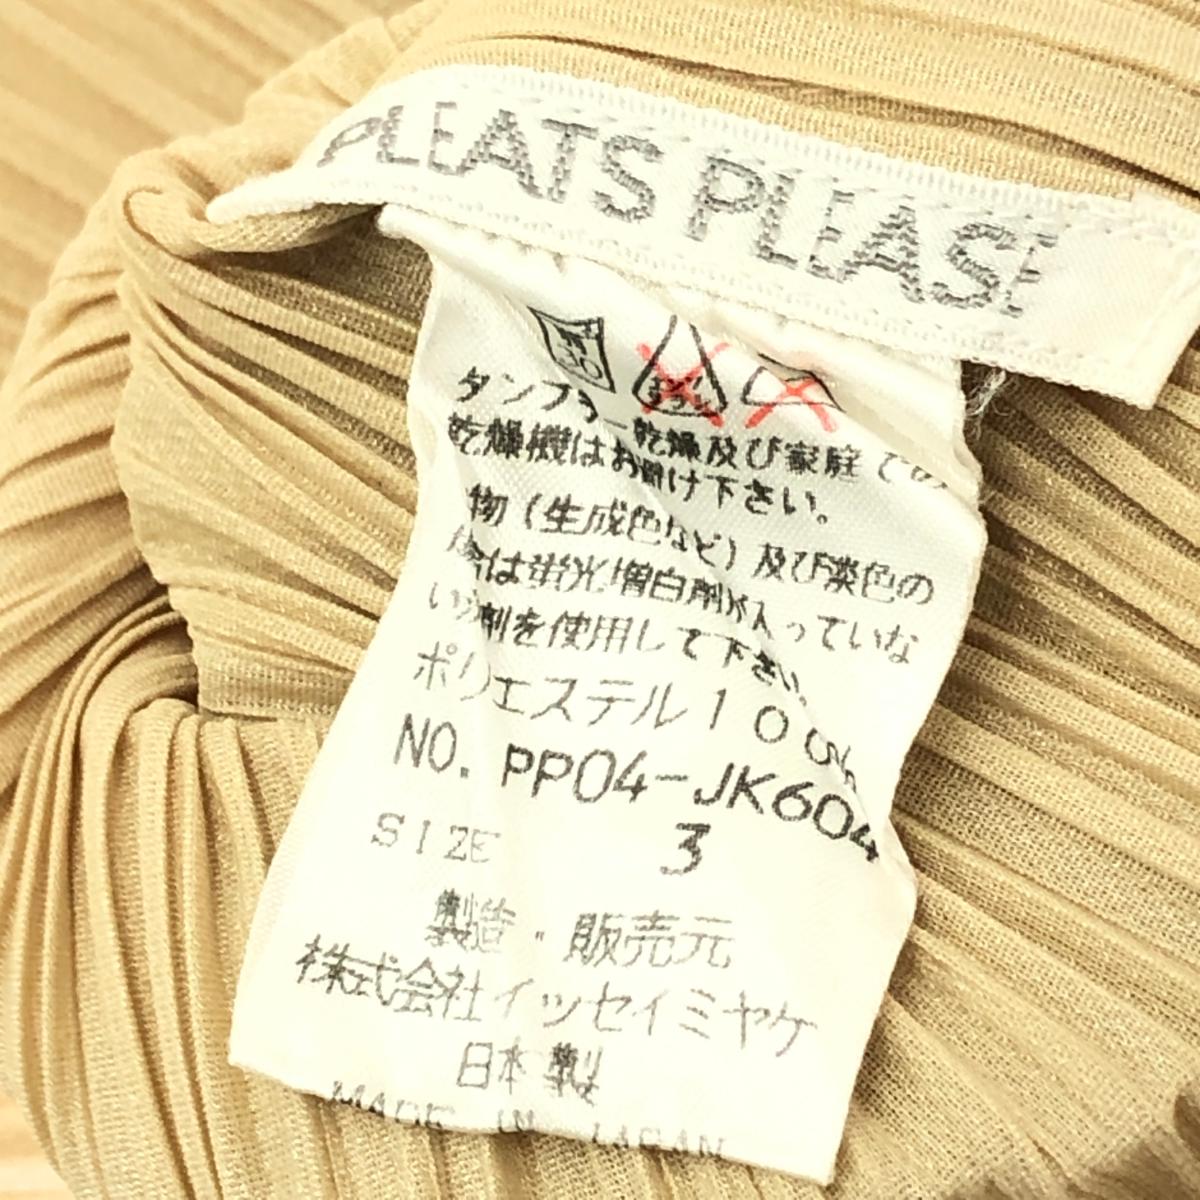 PLEATS PLEASE
タンブラー乾燥及び家庭での
乾燥機はお避け下さい。
物(生成色など)及び淡色の
合は蛍光増白剤が入っていな
い洗剤を使用して下さい。
ポリエステル100%
NO. PP04-JK604
SIZE 3
製造・販売元
株式会社イッセイミヤケ
日本製
MADE IN JAPAN